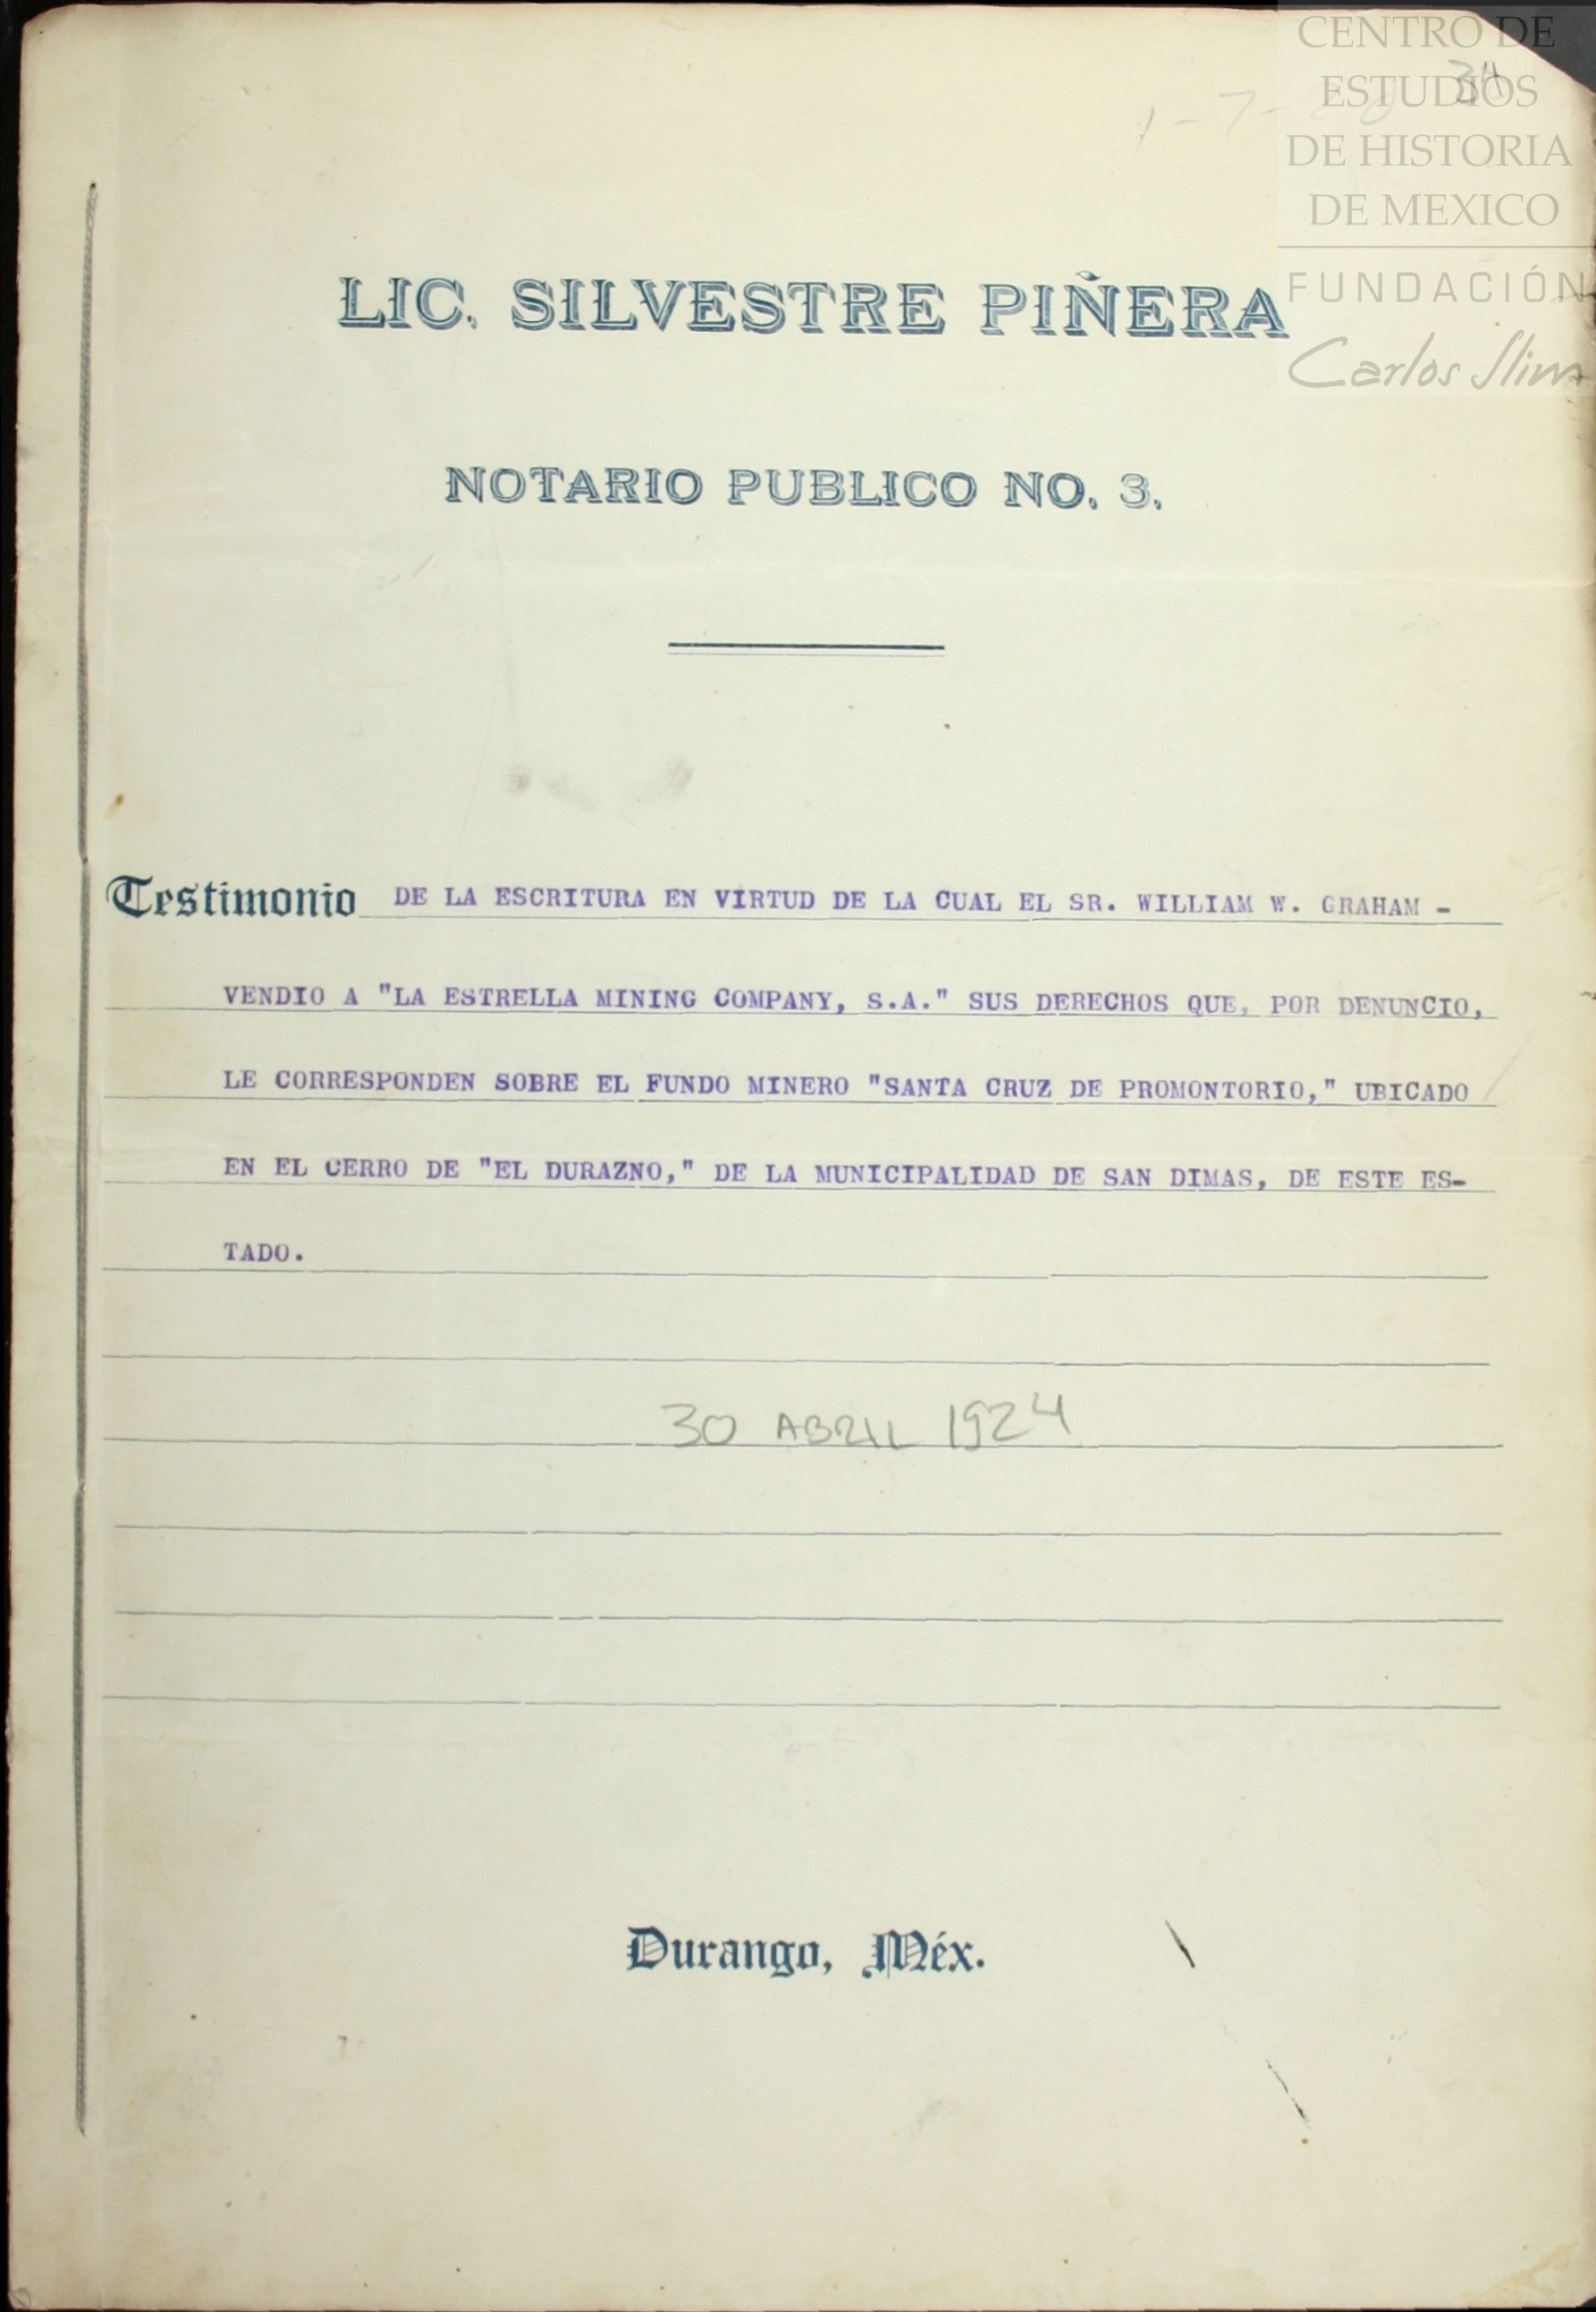 CENTRO DE
ESTUDIOS
DE HISTORIA
DE MEXICO
FUNDACIÓN
Carlos Slim
34
LIC. SILVESTRE PIÑERA
NOTARIO PUBLICO NO. 3.
Testimonio DE LA ESCRITURA EN VIRTUD DE LA CUAL EL SR. WILLIAM W. GRAHAM -
VENDIO A "LA ESTRELLA MINING COMPANY, S.A." SUS DERECHOS QUE, POR DENUNCIO,
LE CORRESPONDEN SOBRE EL FUNDO MINERO "SANTA CRUZ DE PROMONTORIO," UBICADO
EN EL CERRO DE "EL DURAZNO," DE LA MUNICIPALIDAD DE SAN DIMAS, DE ESTE ES-
TADO.
30 ABRIL 1924
Durango, Méx.